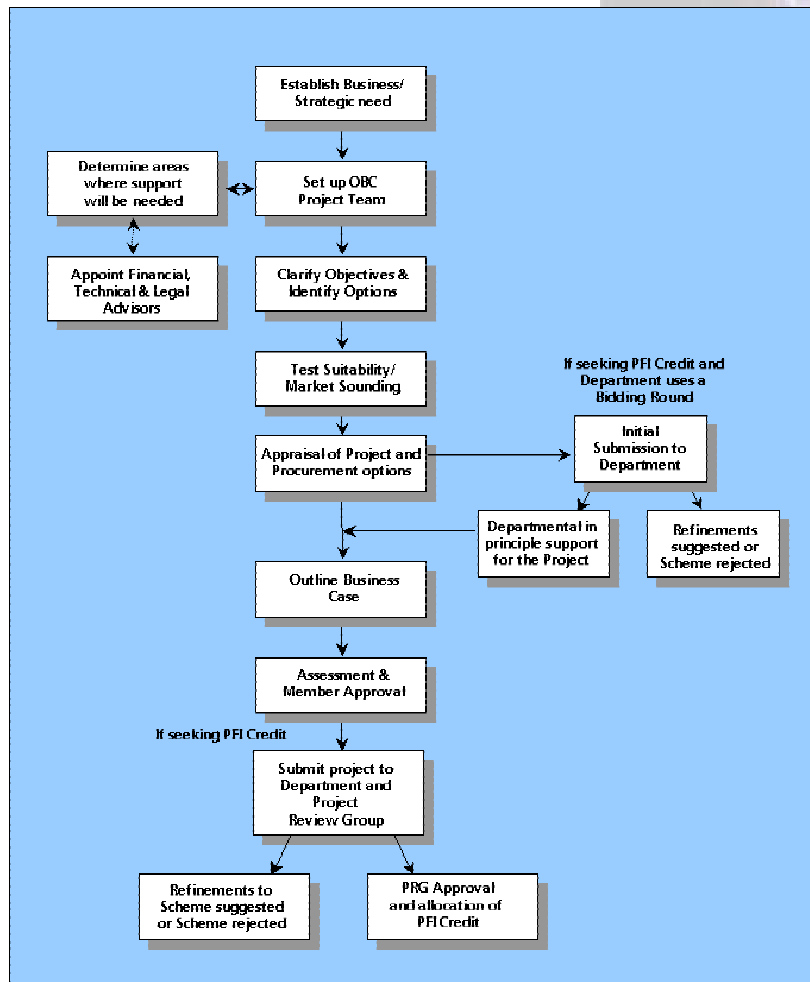 Establish Business/
Strategic need
Determine areas
where support
will be needed
Set up OBC
Project Team
Appoint Financial,
Technical & Legal
Advisors
Clarify Objectives &
Identify Options
Test Suitability/
Market Sounding
If seeking PFI Credit and
Department uses a
Bidding Round
Appraisal of Project and
Procurement options
Initial
Submission to
Department
Departmental in
principle support
for the Project
Refinements
suggested or
Scheme rejected
Outline Business
Case
Assessment &
Member Approval
If seeking PFI Credit
Submit project to
Department and
Project
Review Group
Refinements to
Scheme suggested
or Scheme rejected
PRG Approval
and allocation of
PFI Credit